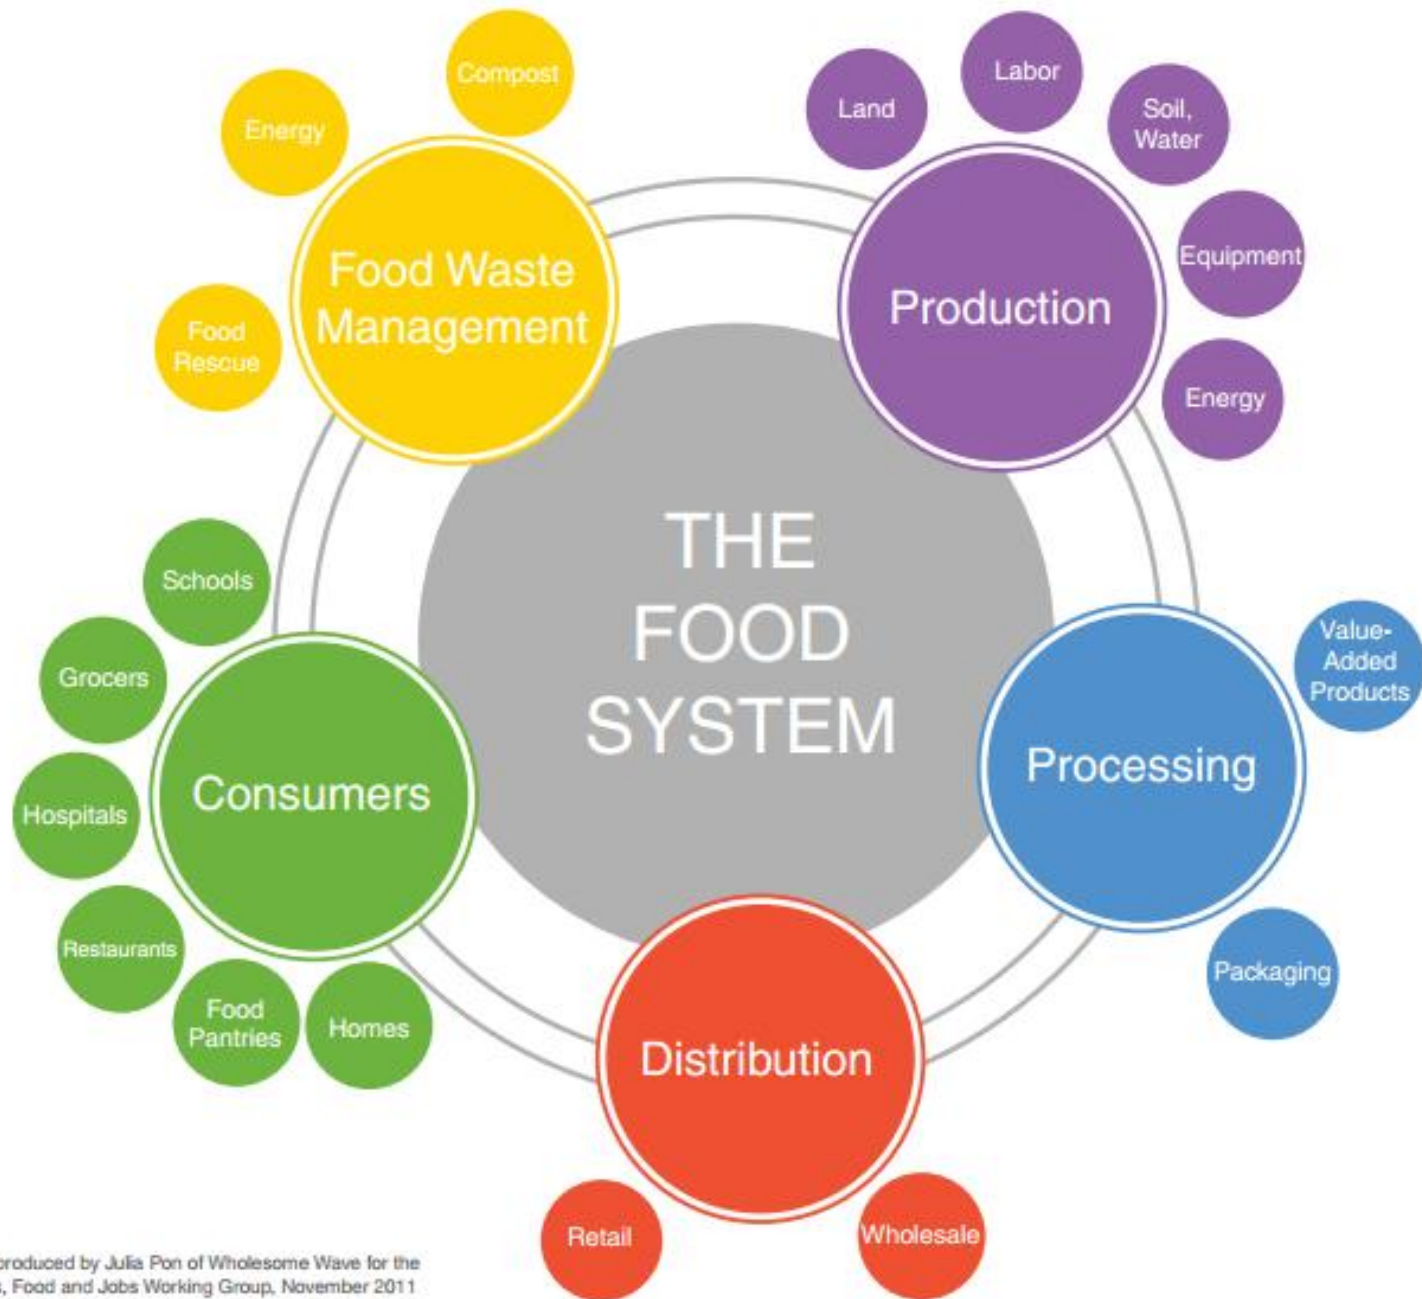 Compost
Energy
Food
Rescue
Food Waste
Management
Land
Labor
Soil,
Water
Equipment
Energy
Production
THE
FOOD
SYSTEM
Value-
Added
Products
Packaging
Processing
Schools
Grocers
Hospitals
Restaurants
Food
Pantries
Homes
Consumers
Distribution
Retail
Wholesale
produced by Julia Pon of Wholesome Wave for the
, Food and Jobs Working Group, November 2011